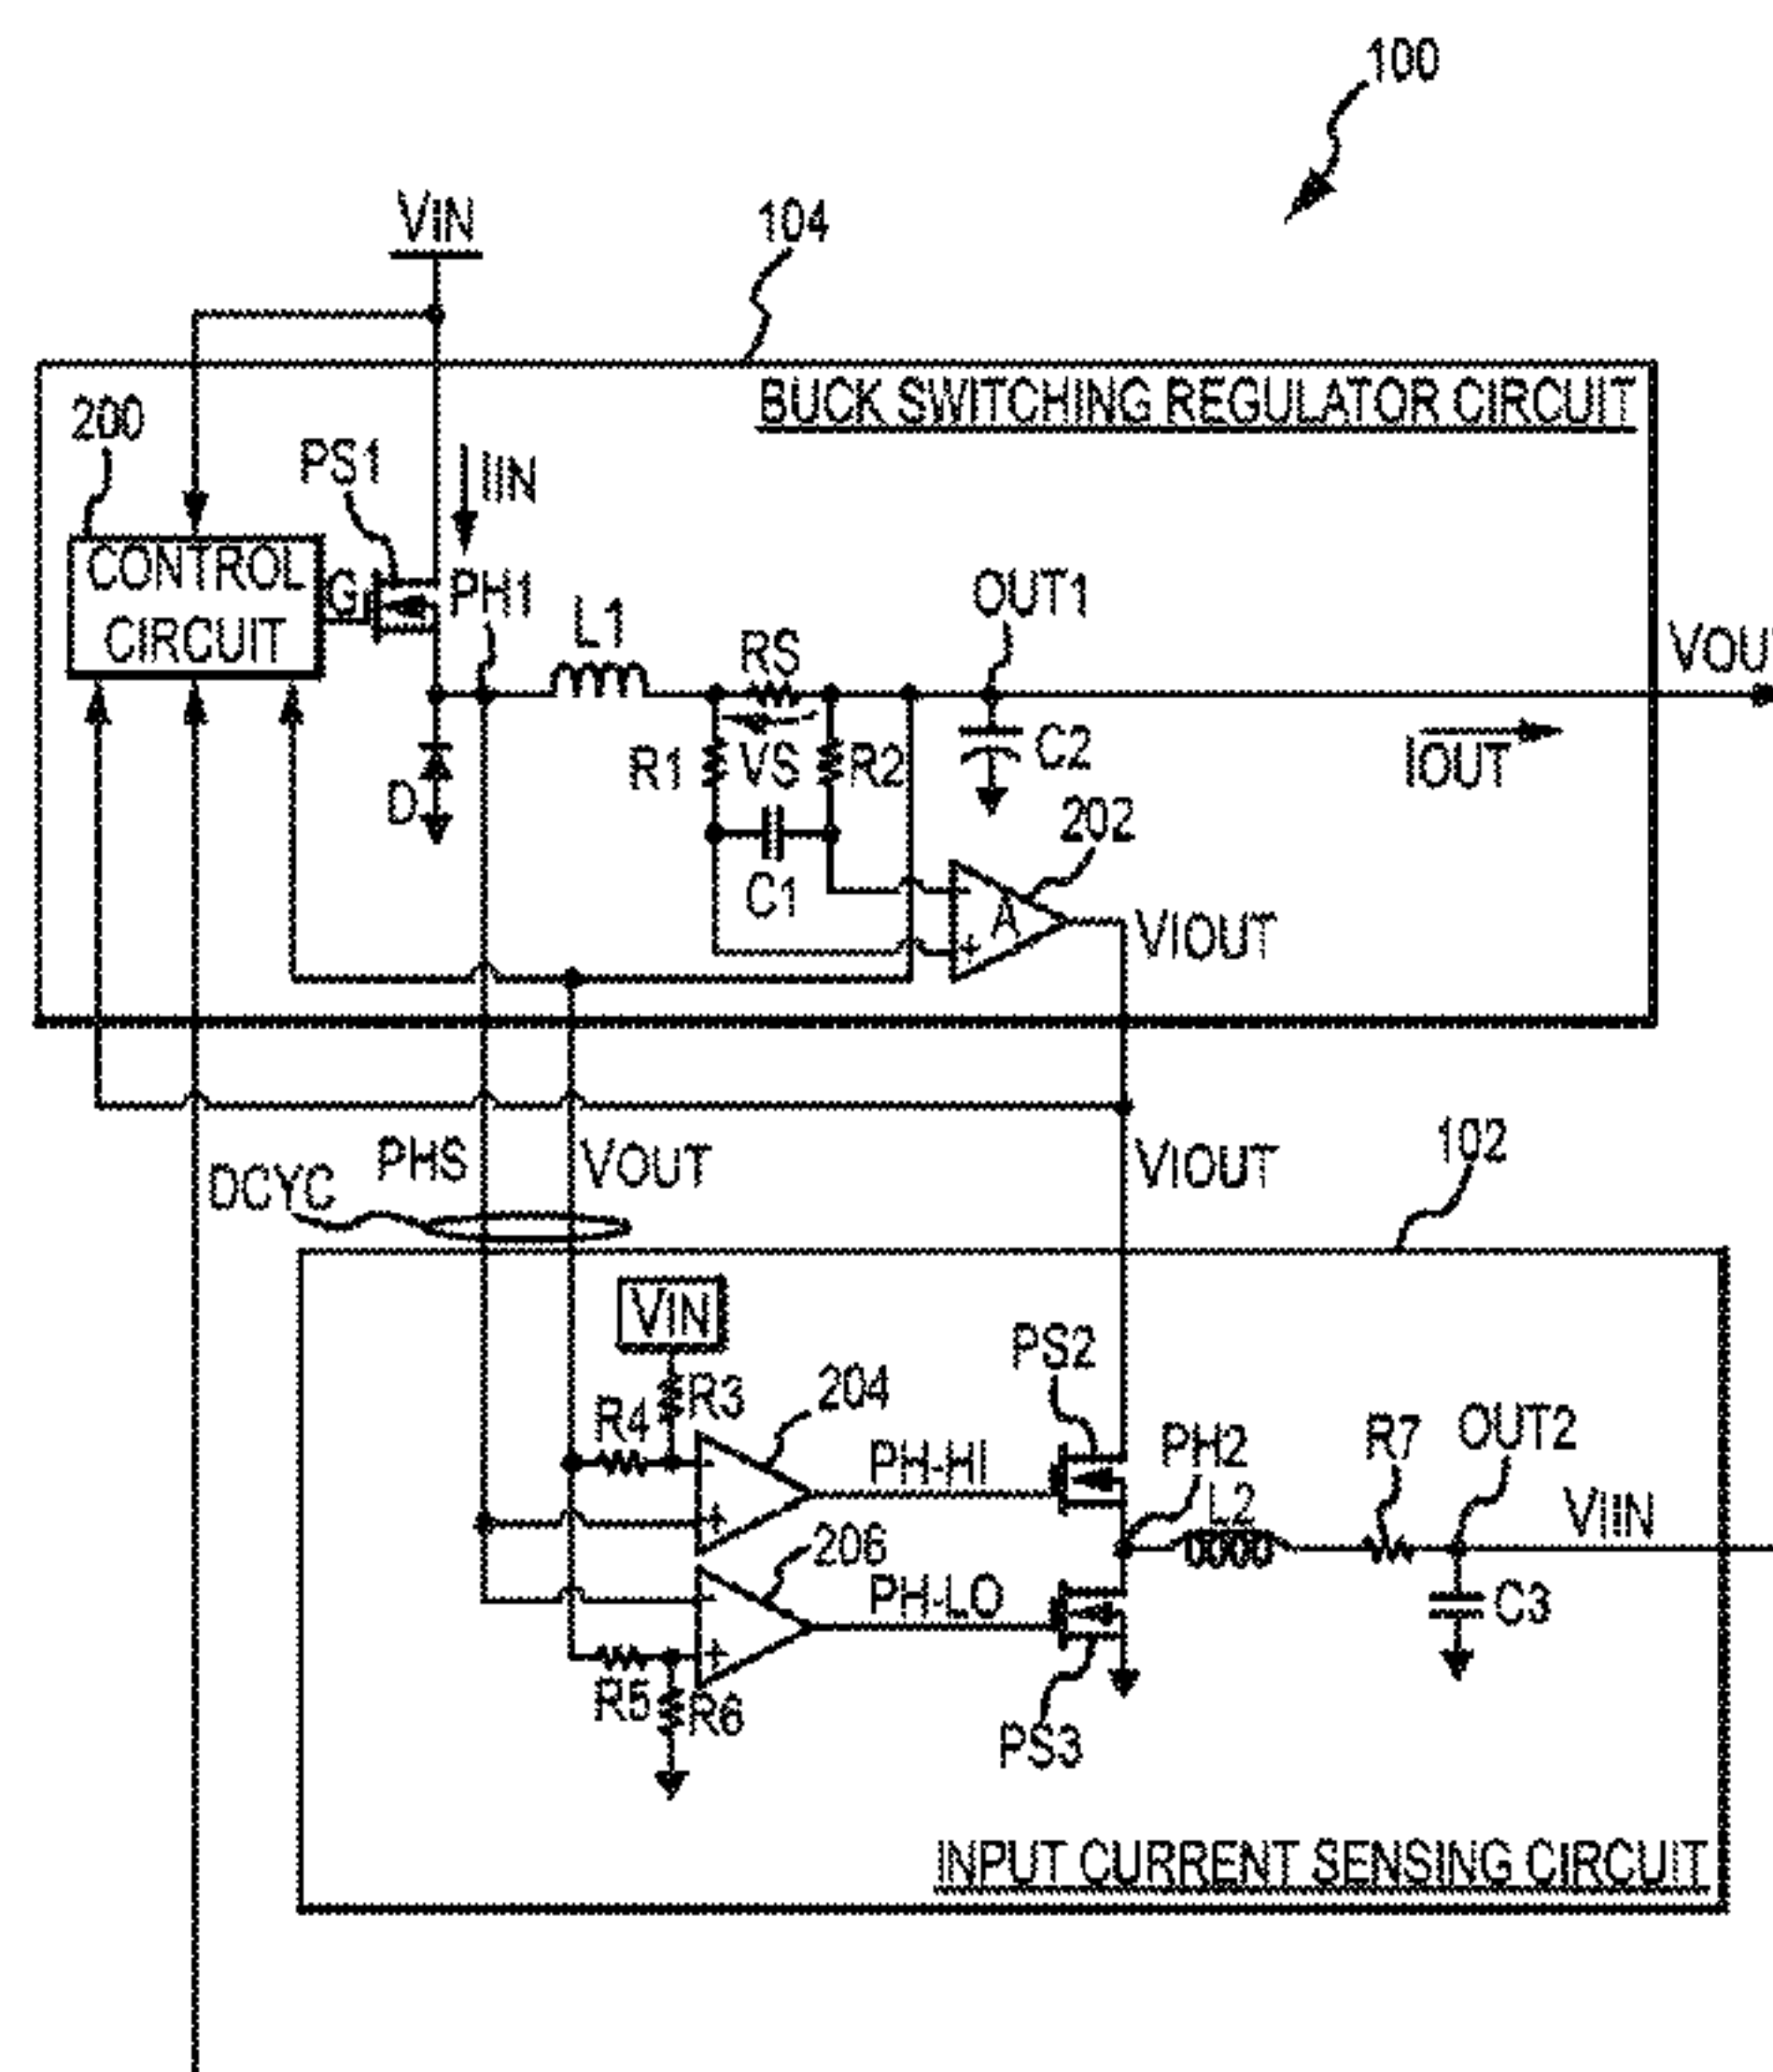 100
104
VIN
BUCK SWITCHING REGULATOR CIRCUIT
200
PS1
IIN
CONTROL
CIRCUIT
G
PH1
L1
RS
OUT1
VOUT
R1
VS
R2
C2
IOUT
D
C1
202
A
VIOUT
PHS
VOUT
VIOUT
102
DCYC
VIN
R3
R4
204
PS2
PH-HI
PH2
R7
OUT2
L2
VIIN
206
PH-LO
C3
R5
R6
PS3
INPUT CURRENT SENSING CIRCUIT